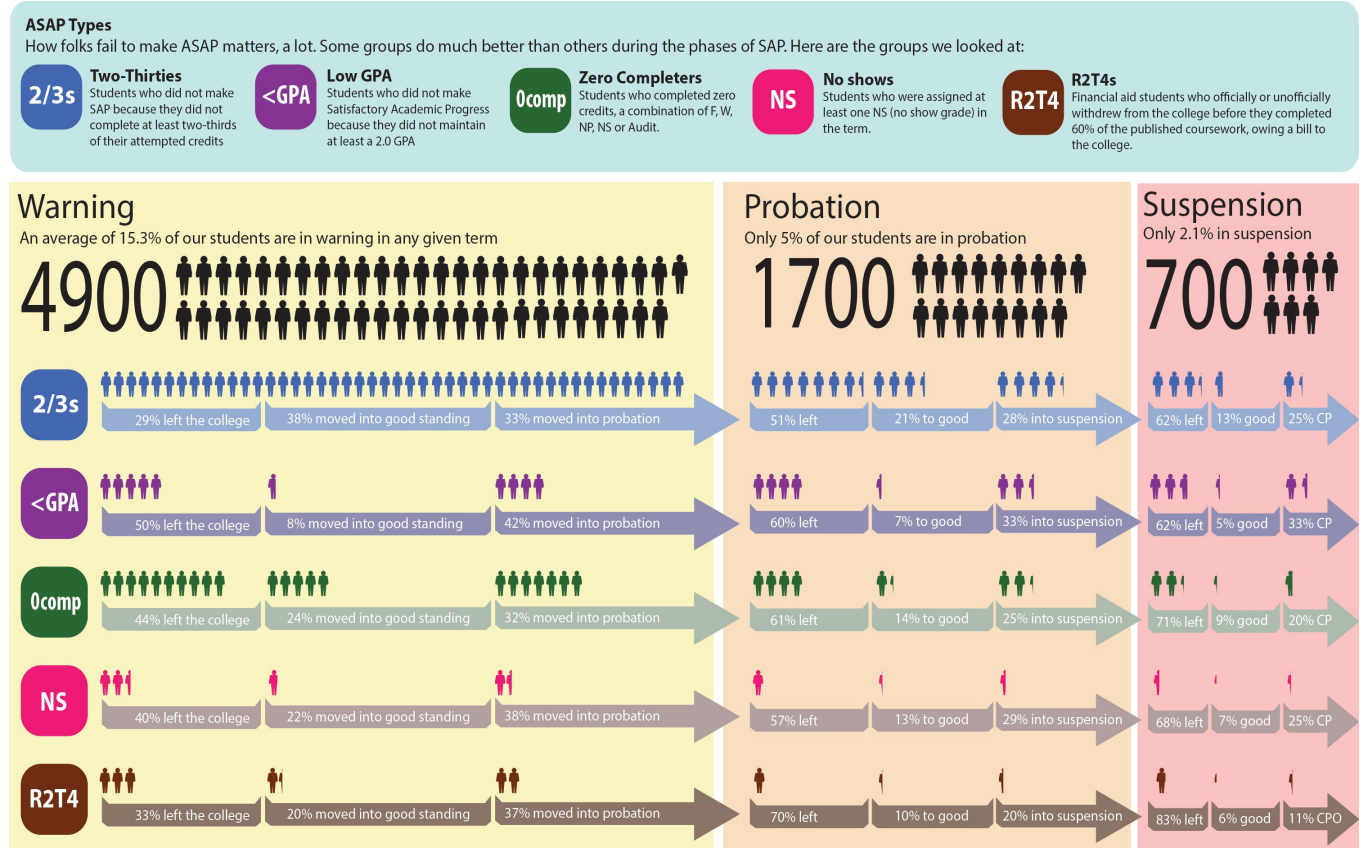 ASAP Types
How folks fail to make ASAP matters, a lot. Some groups do much better than others during the phases of SAP. Here are the groups we looked at:
2/3s
Two-Thirties
Students who did not make
SAP because they did not
complete at least two-thirds
of their attempted credits
<GPA
Low GPA
Students who did not make
Satisfactory Academic Progress
because they did not maintain
at least a 2.0 GPA
0comp
Zero Completers
Students who completed zero
credits, a combination of F, W,
NP, NS or Audit.
NS
No shows
Students who were assigned at
least one NS (no show grade) in
the term.
R2T4
R2T4s
Financial aid students who officially or unofficially
withdrew from the college before they completed
60% of the published coursework, owing a bill to
the college.
Warning
An average of 15.3% of our students are in warning in any given term
4900
Probation
Only 5% of our students are in probation
1700
Suspension
Only 2.1% in suspension
700
2/3s
29% left the college
38% moved into good standing
33% moved into probation
51% left
21% to good
28% into suspension
62% left
13% good
25% CP
<GPA
50% left the college
8% moved into good standing
42% moved into probation
60% left
7% to good
33% into suspension
62% left
5% good
33% CP
0comp
44% left the college
24% moved into good standing
32% moved into probation
61% left
14% to good
25% into suspension
71% left
9% good
20% CP
NS
40% left the college
22% moved into good standing
38% moved into probation
57% left
13% to good
29% into suspension
68% left
7% good
25% CP
R2T4
33% left the college
20% moved into good standing
37% moved into probation
70% left
10% to good
20% into suspension
83% left
6% good
11% CPO